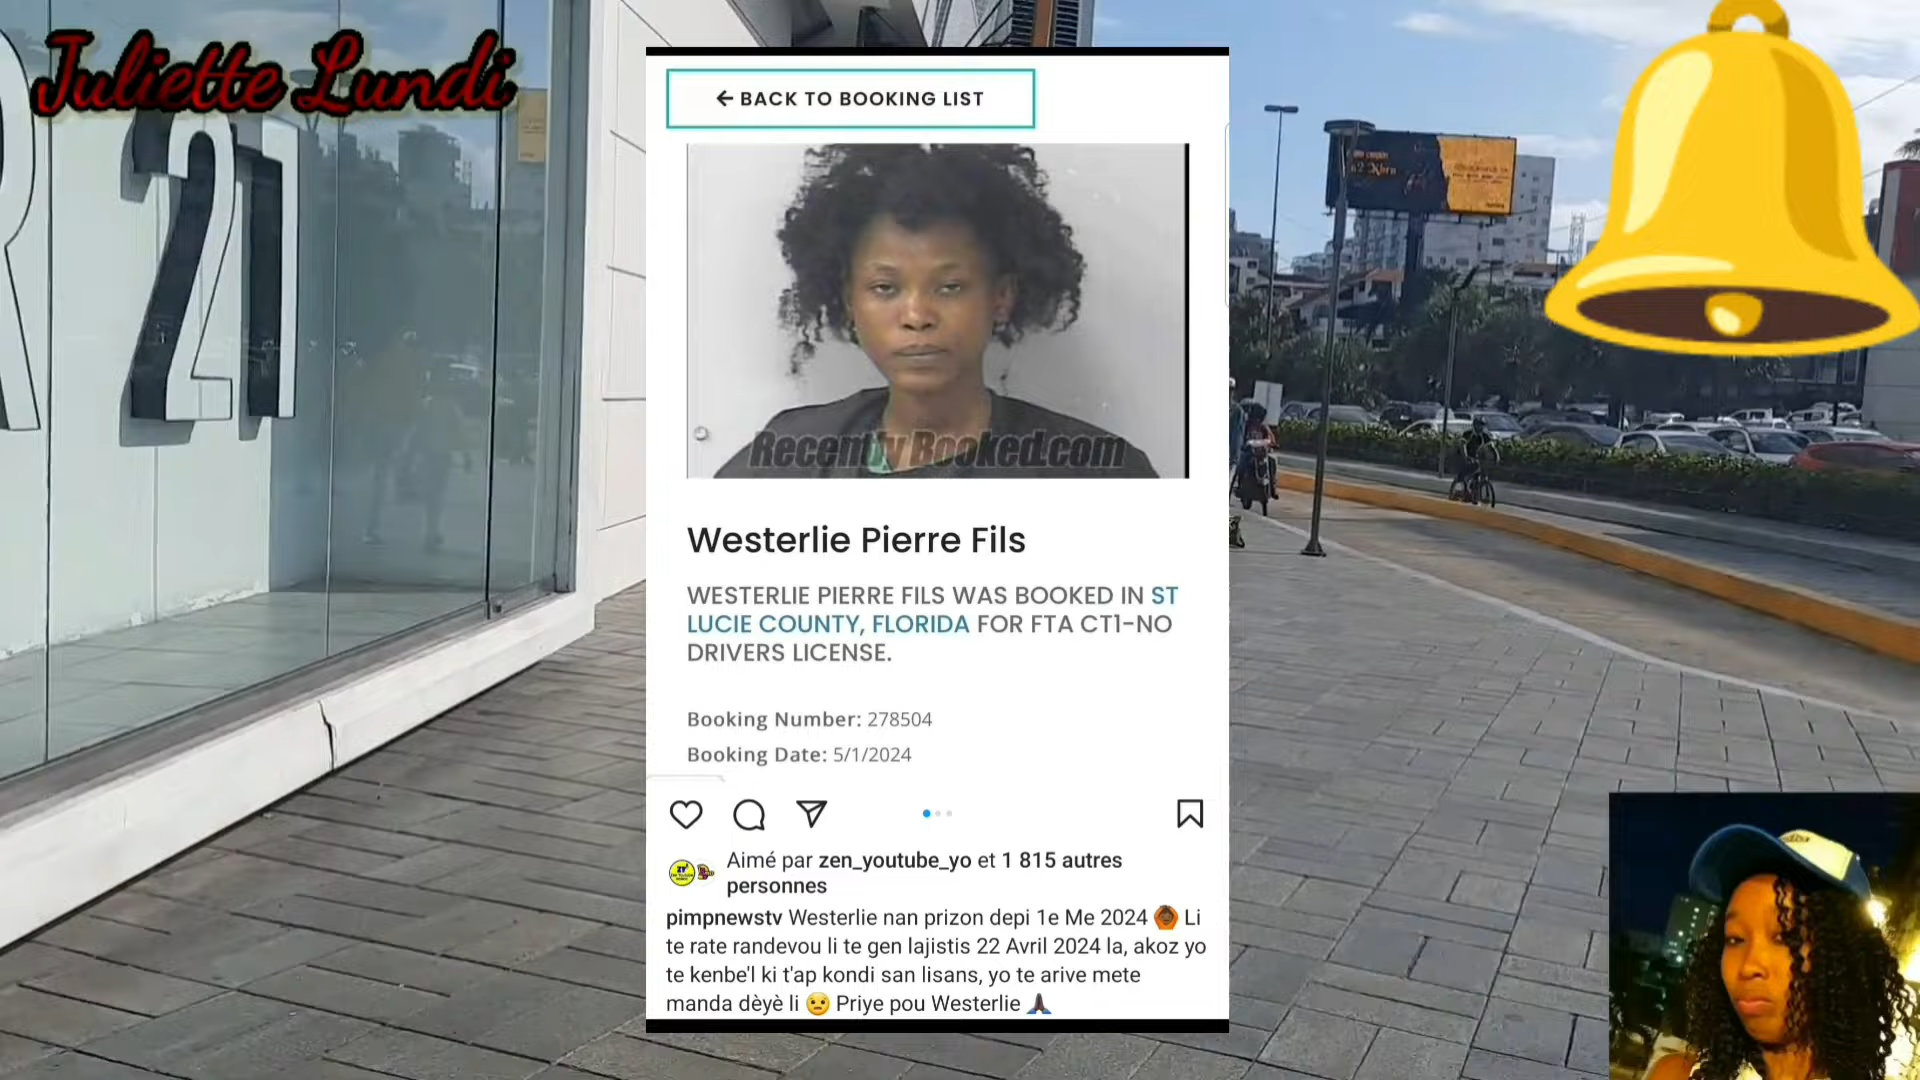 Juliette Lundi
R 21
← BACK TO BOOKING LIST
Recently Booked.com
Westerlie Pierre Fils
WESTERLIE PIERRE FILS WAS BOOKED IN ST
LUCIE COUNTY, FLORIDA FOR FTA CT1-NO
DRIVERS LICENSE.
Booking Number: 278504
Booking Date: 5/1/2024
Aimé par zen_youtube_yo et 1 815 autres
personnes
pimpnewstv Westerlie nan prizon depi 1e Me 2024 🙆🏾 Li
te rate randevou li te gen lajistis 22 Avril 2024 la, akoz yo
te kenbe'l ki t'ap kondi san lisans, yo te arive mete
manda dèyè li 😟 Priye pou Westerlie 🙏🏿